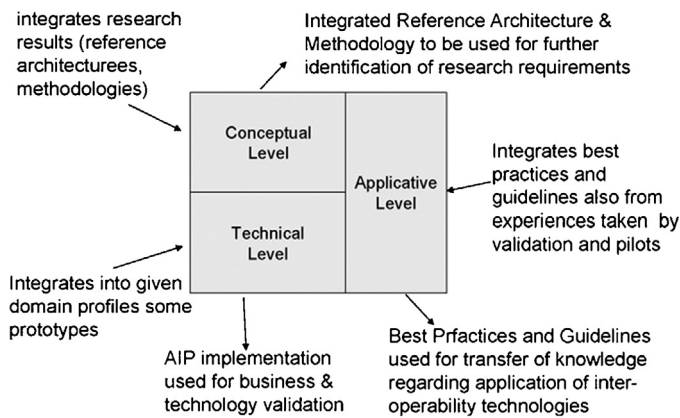 integrates research
results (reference
architecturees,
methodologies)
Integrated Reference Architecture &
Methodology to be used for further
identification of research requirements
Conceptual
Level
Applicative
Level
Technical
Level
Integrates best
practices and
guidelines also from
experiences taken by
validation and pilots
Integrates into given
domain profiles some
prototypes
AIP implementation
used for business &
technology validation
Best Prfactices and Guidelines
used for transfer of knowledge
regarding application of inter-
operability technologies